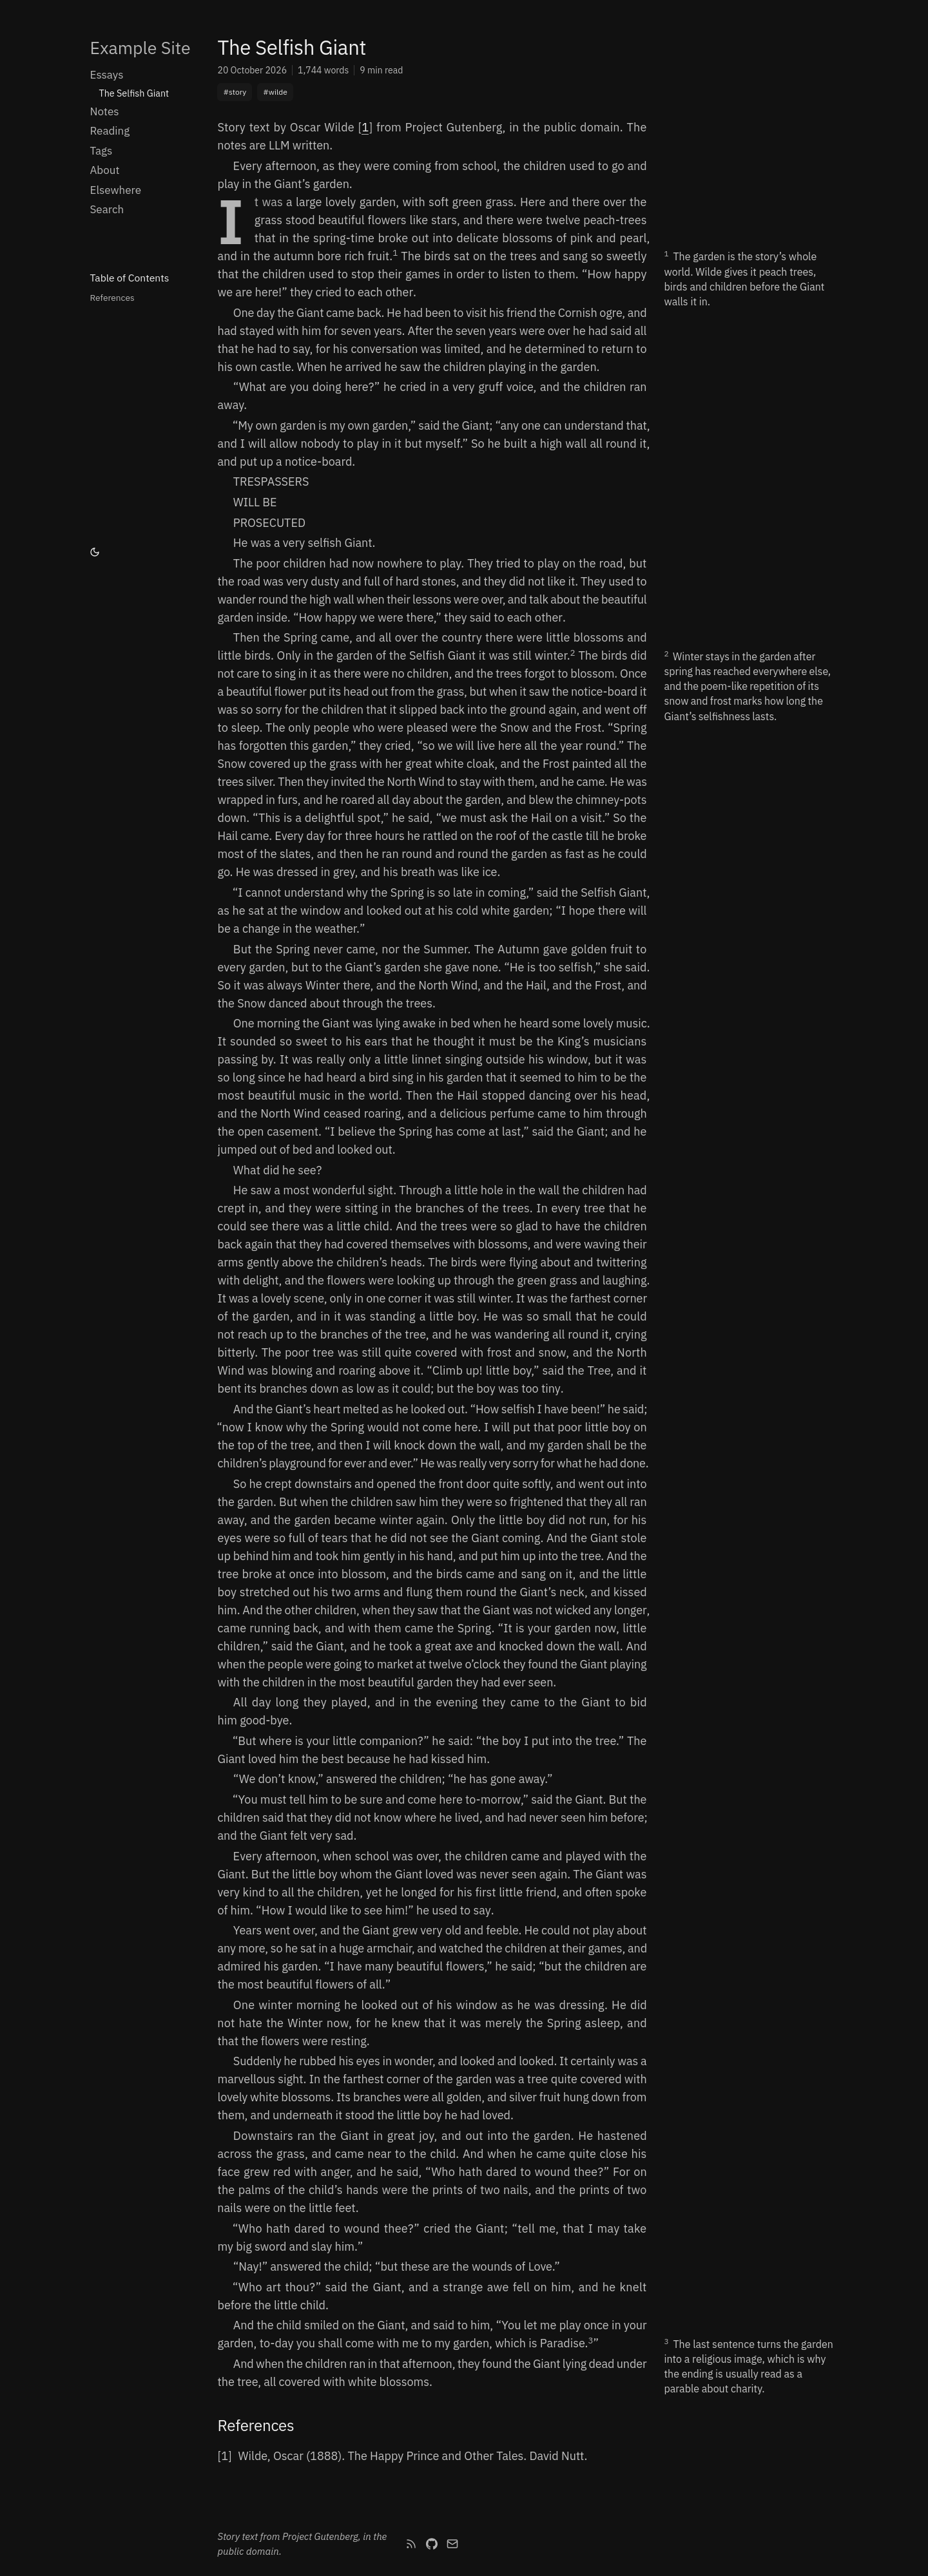 Example Site
Essays
The Selfish Giant
Notes
Reading
Tags
About
Elsewhere
Search
Table of Contents
References
The Selfish Giant
20 October 2026 | 1,744 words | 9 min read
#story #wilde
Story text by Oscar Wilde [1] from Project Gutenberg, in the public domain. The
notes are LLM written.
Every afternoon, as they were coming from school, the children used to go and
play in the Giant’s garden.
It was a large lovely garden, with soft green grass. Here and there over the
grass stood beautiful flowers like stars, and there were twelve peach-trees
that in the spring-time broke out into delicate blossoms of pink and pearl,
and in the autumn bore rich fruit.1 The birds sat on the trees and sang so sweetly
that the children used to stop their games in order to listen to them. “How happy
we are here!” they cried to each other.
1 The garden is the story’s whole
world. Wilde gives it peach trees,
birds and children before the Giant
walls it in.
One day the Giant came back. He had been to visit his friend the Cornish ogre, and
had stayed with him for seven years. After the seven years were over he had said all
that he had to say, for his conversation was limited, and he determined to return to
his own castle. When he arrived he saw the children playing in the garden.
“What are you doing here?” he cried in a very gruff voice, and the children ran
away.
“My own garden is my own garden,” said the Giant; “any one can understand that,
and I will allow nobody to play in it but myself.” So he built a high wall all round it,
and put up a notice-board.
TRESPASSERS
WILL BE
PROSECUTED
He was a very selfish Giant.
The poor children had now nowhere to play. They tried to play on the road, but
the road was very dusty and full of hard stones, and they did not like it. They used to
wander round the high wall when their lessons were over, and talk about the beautiful
garden inside. “How happy we were there,” they said to each other.
Then the Spring came, and all over the country there were little blossoms and
little birds. Only in the garden of the Selfish Giant it was still winter.2 The birds did
not care to sing in it as there were no children, and the trees forgot to blossom. Once
a beautiful flower put its head out from the grass, but when it saw the notice-board it
was so sorry for the children that it slipped back into the ground again, and went off
to sleep. The only people who were pleased were the Snow and the Frost. “Spring
has forgotten this garden,” they cried, “so we will live here all the year round.” The
Snow covered up the grass with her great white cloak, and the Frost painted all the
trees silver. Then they invited the North Wind to stay with them, and he came. He was
wrapped in furs, and he roared all day about the garden, and blew the chimney-pots
down. “This is a delightful spot,” he said, “we must ask the Hail on a visit.” So the
Hail came. Every day for three hours he rattled on the roof of the castle till he broke
most of the slates, and then he ran round and round the garden as fast as he could
go. He was dressed in grey, and his breath was like ice.
2 Winter stays in the garden after
spring has reached everywhere else,
and the poem-like repetition of its
snow and frost marks how long the
Giant’s selfishness lasts.
“I cannot understand why the Spring is so late in coming,” said the Selfish Giant,
as he sat at the window and looked out at his cold white garden; “I hope there will
be a change in the weather.”
But the Spring never came, nor the Summer. The Autumn gave golden fruit to
every garden, but to the Giant’s garden she gave none. “He is too selfish,” she said.
So it was always Winter there, and the North Wind, and the Hail, and the Frost, and
the Snow danced about through the trees.
One morning the Giant was lying awake in bed when he heard some lovely music.
It sounded so sweet to his ears that he thought it must be the King’s musicians
passing by. It was really only a little linnet singing outside his window, but it was
so long since he had heard a bird sing in his garden that it seemed to him to be the
most beautiful music in the world. Then the Hail stopped dancing over his head,
and the North Wind ceased roaring, and a delicious perfume came to him through
the open casement. “I believe the Spring has come at last,” said the Giant; and he
jumped out of bed and looked out.
What did he see?
He saw a most wonderful sight. Through a little hole in the wall the children had
crept in, and they were sitting in the branches of the trees. In every tree that he
could see there was a little child. And the trees were so glad to have the children
back again that they had covered themselves with blossoms, and were waving their
arms gently above the children’s heads. The birds were flying about and twittering
with delight, and the flowers were looking up through the green grass and laughing.
It was a lovely scene, only in one corner it was still winter. It was the farthest corner
of the garden, and in it was standing a little boy. He was so small that he could
not reach up to the branches of the tree, and he was wandering all round it, crying
bitterly. The poor tree was still quite covered with frost and snow, and the North
Wind was blowing and roaring above it. “Climb up! little boy,” said the Tree, and it
bent its branches down as low as it could; but the boy was too tiny.
And the Giant’s heart melted as he looked out. “How selfish I have been!” he said;
“now I know why the Spring would not come here. I will put that poor little boy on
the top of the tree, and then I will knock down the wall, and my garden shall be the
children’s playground for ever and ever.” He was really very sorry for what he had done.
So he crept downstairs and opened the front door quite softly, and went out into
the garden. But when the children saw him they were so frightened that they all ran
away, and the garden became winter again. Only the little boy did not run, for his
eyes were so full of tears that he did not see the Giant coming. And the Giant stole
up behind him and took him gently in his hand, and put him up into the tree. And the
tree broke at once into blossom, and the birds came and sang on it, and the little
boy stretched out his two arms and flung them round the Giant’s neck, and kissed
him. And the other children, when they saw that the Giant was not wicked any longer,
came running back, and with them came the Spring. “It is your garden now, little
children,” said the Giant, and he took a great axe and knocked down the wall. And
when the people were going to market at twelve o’clock they found the Giant playing
with the children in the most beautiful garden they had ever seen.
All day long they played, and in the evening they came to the Giant to bid
him good-bye.
“But where is your little companion?” he said: “the boy I put into the tree.” The
Giant loved him the best because he had kissed him.
“We don’t know,” answered the children; “he has gone away.”
“You must tell him to be sure and come here to-morrow,” said the Giant. But the
children said that they did not know where he lived, and had never seen him before;
and the Giant felt very sad.
Every afternoon, when school was over, the children came and played with the
Giant. But the little boy whom the Giant loved was never seen again. The Giant was
very kind to all the children, yet he longed for his first little friend, and often spoke
of him. “How I would like to see him!” he used to say.
Years went over, and the Giant grew very old and feeble. He could not play about
any more, so he sat in a huge armchair, and watched the children at their games, and
admired his garden. “I have many beautiful flowers,” he said; “but the children are
the most beautiful flowers of all.”
One winter morning he looked out of his window as he was dressing. He did
not hate the Winter now, for he knew that it was merely the Spring asleep, and
that the flowers were resting.
Suddenly he rubbed his eyes in wonder, and looked and looked. It certainly was a
marvellous sight. In the farthest corner of the garden was a tree quite covered with
lovely white blossoms. Its branches were all golden, and silver fruit hung down from
them, and underneath it stood the little boy he had loved.
Downstairs ran the Giant in great joy, and out into the garden. He hastened
across the grass, and came near to the child. And when he came quite close his
face grew red with anger, and he said, “Who hath dared to wound thee?” For on
the palms of the child’s hands were the prints of two nails, and the prints of two
nails were on the little feet.
“Who hath dared to wound thee?” cried the Giant; “tell me, that I may take
my big sword and slay him.”
“Nay!” answered the child; “but these are the wounds of Love.”
“Who art thou?” said the Giant, and a strange awe fell on him, and he knelt
before the little child.
And the child smiled on the Giant, and said to him, “You let me play once in your
garden, to-day you shall come with me to my garden, which is Paradise.3”
3 The last sentence turns the garden
into a religious image, which is why
the ending is usually read as a
parable about charity.
And when the children ran in that afternoon, they found the Giant lying dead under
the tree, all covered with white blossoms.
References
[1] Wilde, Oscar (1888). The Happy Prince and Other Tales. David Nutt.
Story text from Project Gutenberg, in the
public domain.